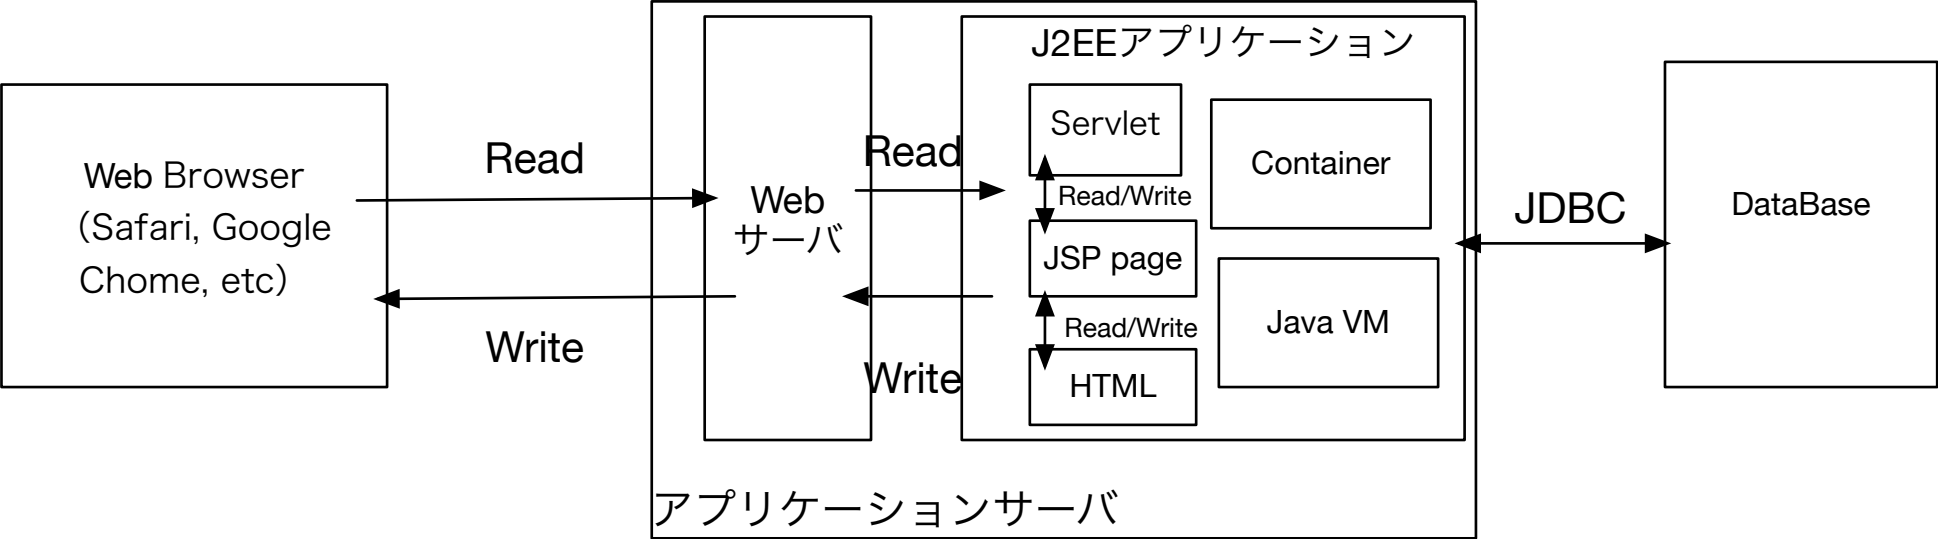 Web Browser
(Safari, Google
Chome, etc)
Read
Write
Web
サーバ
Read
Write
J2EEアプリケーション
Servlet
Read/Write
JSP page
Read/Write
HTML
Container
Java VM
アプリケーションサーバ
JDBC
DataBase